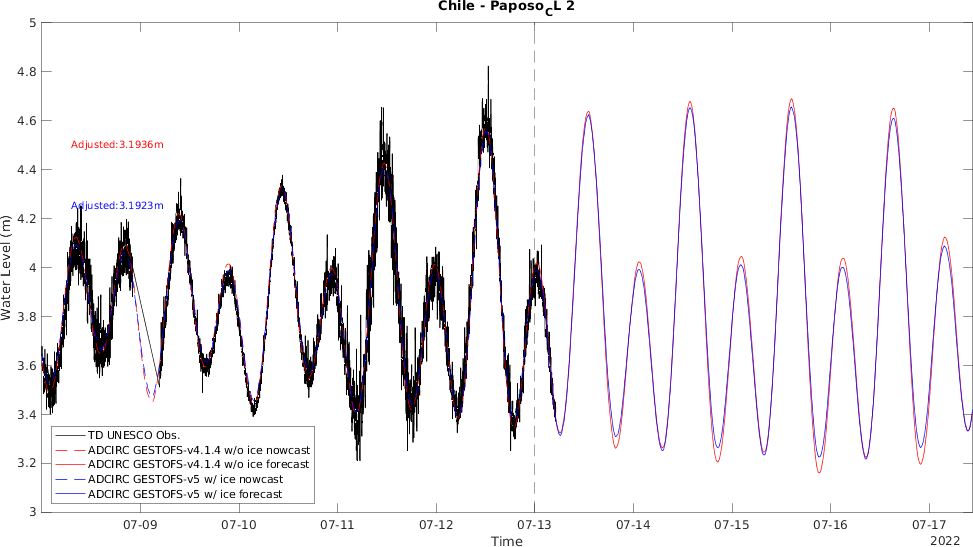 Chile - PaposoCL 2
5
4.8
4.6
4.4
4.2
4
3.8
3.6
3.4
3.2
3
Water Level (m)
Adjusted:3.1936m
Adjusted:3.1923m
TD UNESCO Obs.
ADCIRC GESTOFS-v4.1.4 w/o ice nowcast
ADCIRC GESTOFS-v4.1.4 w/o ice forecast
ADCIRC GESTOFS-v5 w/ ice nowcast
ADCIRC GESTOFS-v5 w/ ice forecast
07-09 07-10 07-11 07-12 07-13 07-14 07-15 07-16 07-17
Time
2022